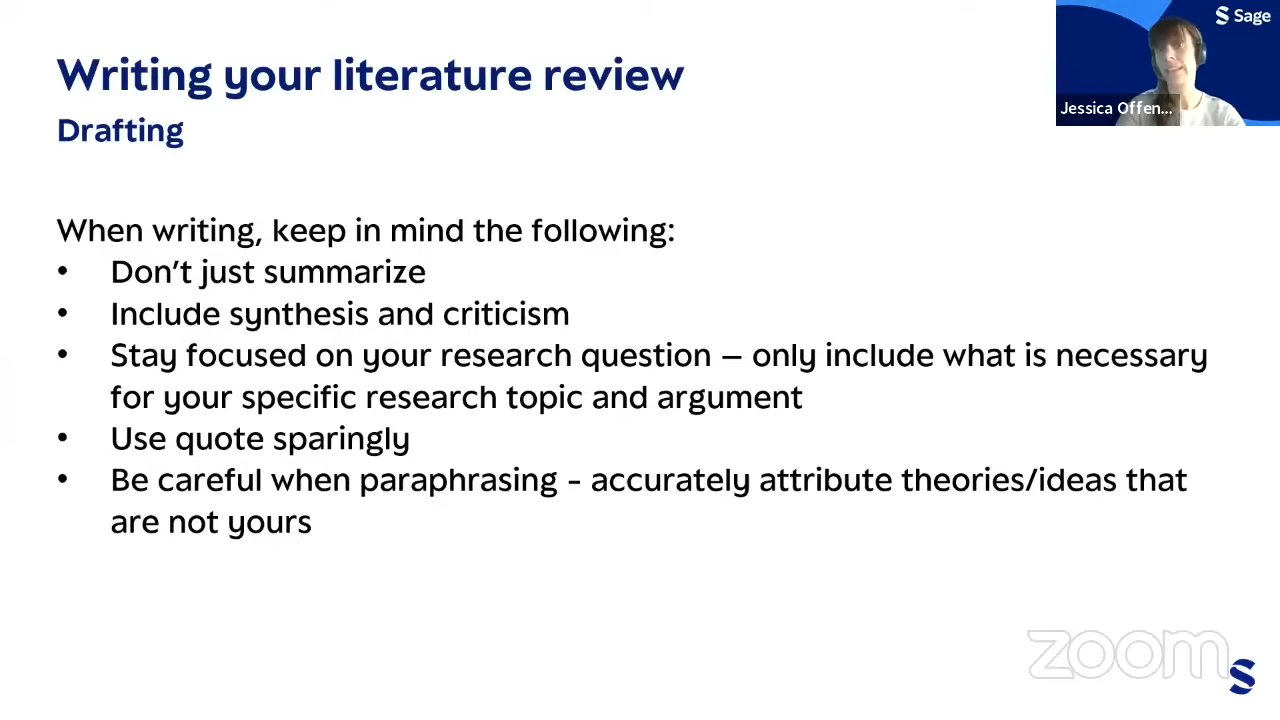 Sage
Writing your literature review
Jessica Offen...
Drafting
When writing, keep in mind the following:
• Don't just summarize
• Include synthesis and criticism
• Stay focused on your research question – only include what is necessary
for your specific research topic and argument
• Use quote sparingly
• Be careful when paraphrasing - accurately attribute theories/ideas that
are not yours
zoom